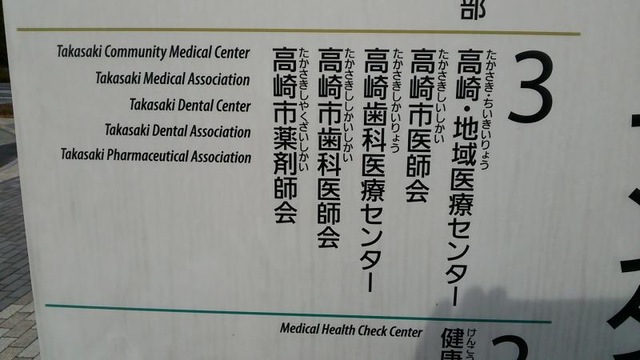 部
3
高崎・地域医療センター
たかさき・ちいきいりょう
高崎市医師会
たかさきしいしかい
高崎歯科医療センター
たかさきしかいりょう
高崎市歯科医師会
たかさきししかいしかい
高崎市薬剤師会
たかさきしやくざいしかい
Takasaki Community Medical Center
Takasaki Medical Association
Takasaki Dental Center
Takasaki Dental Association
Takasaki Pharmaceutical Association
2
健康
けんこう
Medical Health Check Center